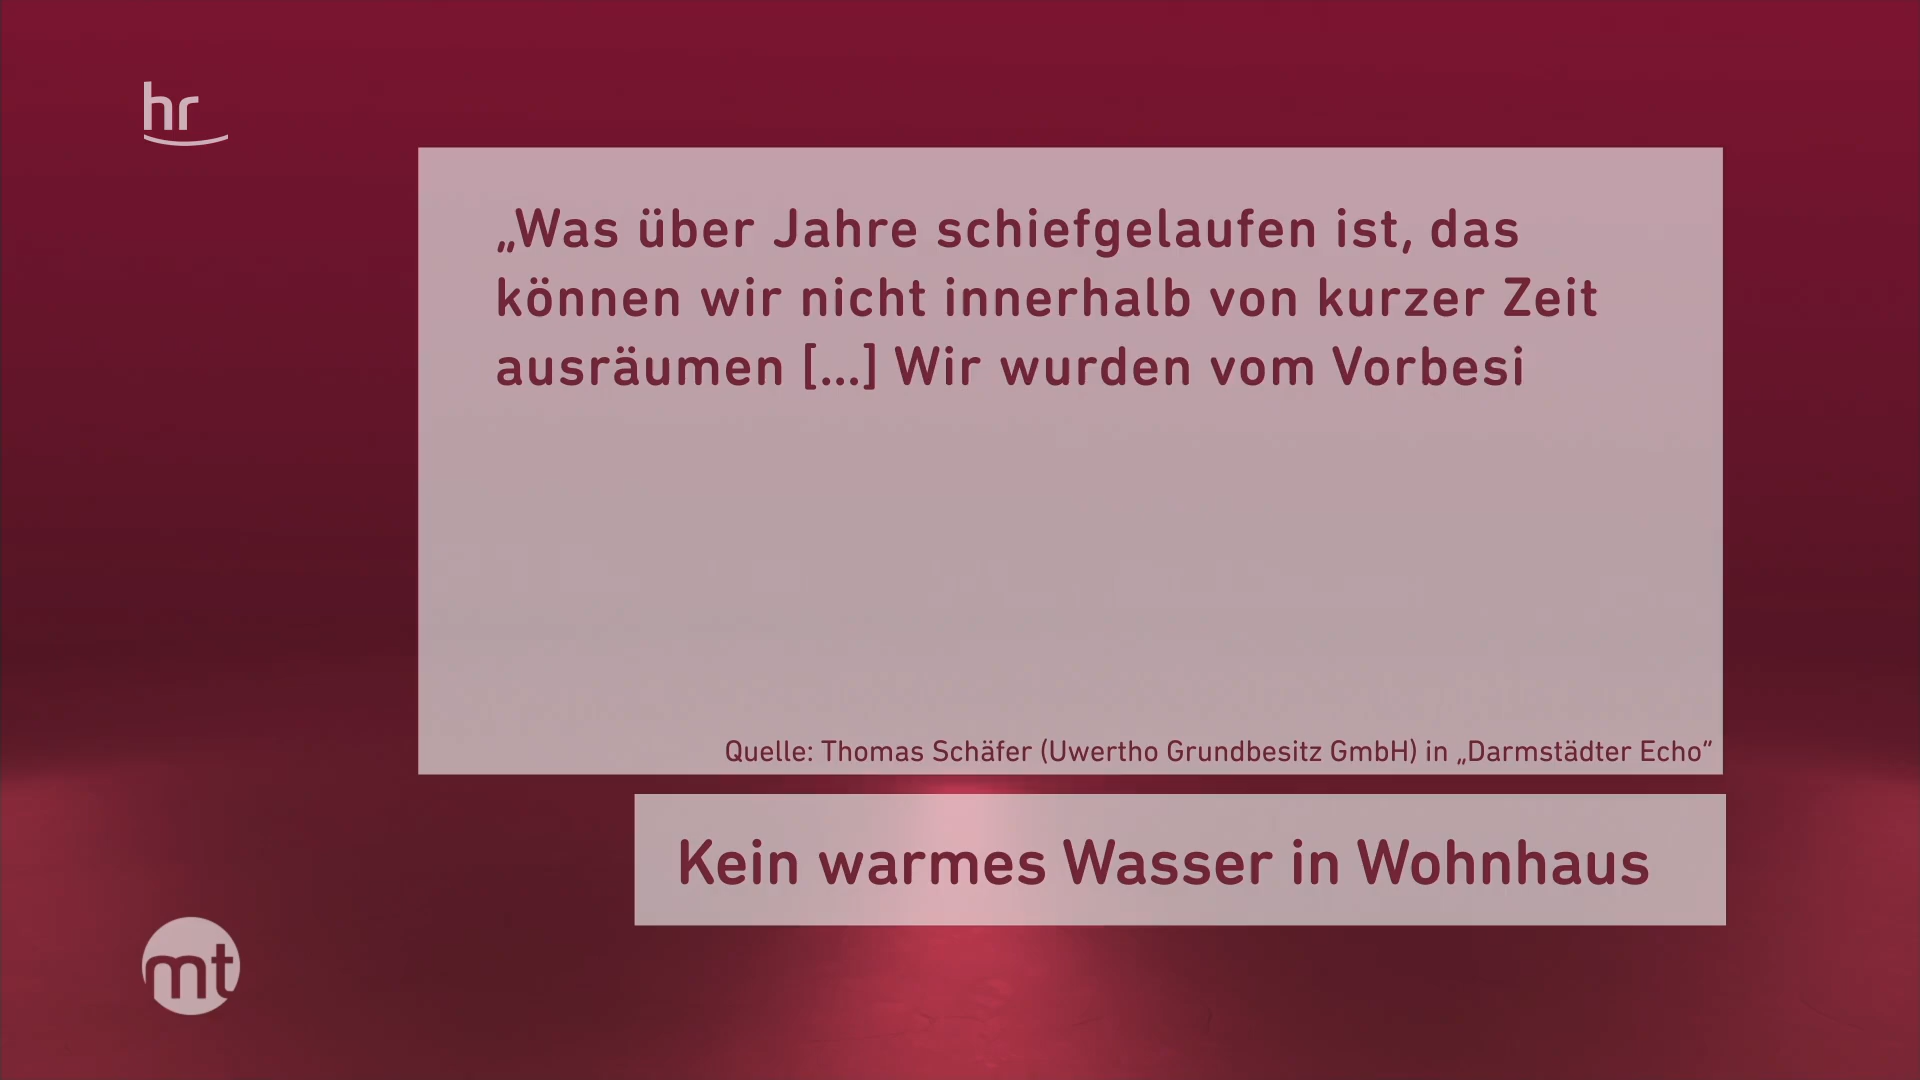 hr
„Was über Jahre schiefgelaufen ist, das
können wir nicht innerhalb von kurzer Zeit
ausräumen [...] Wir wurden vom Vorbesi
Quelle: Thomas Schäfer (Uwertho Grundbesitz GmbH) in „Darmstädter Echo“
Kein warmes Wasser in Wohnhaus
mt